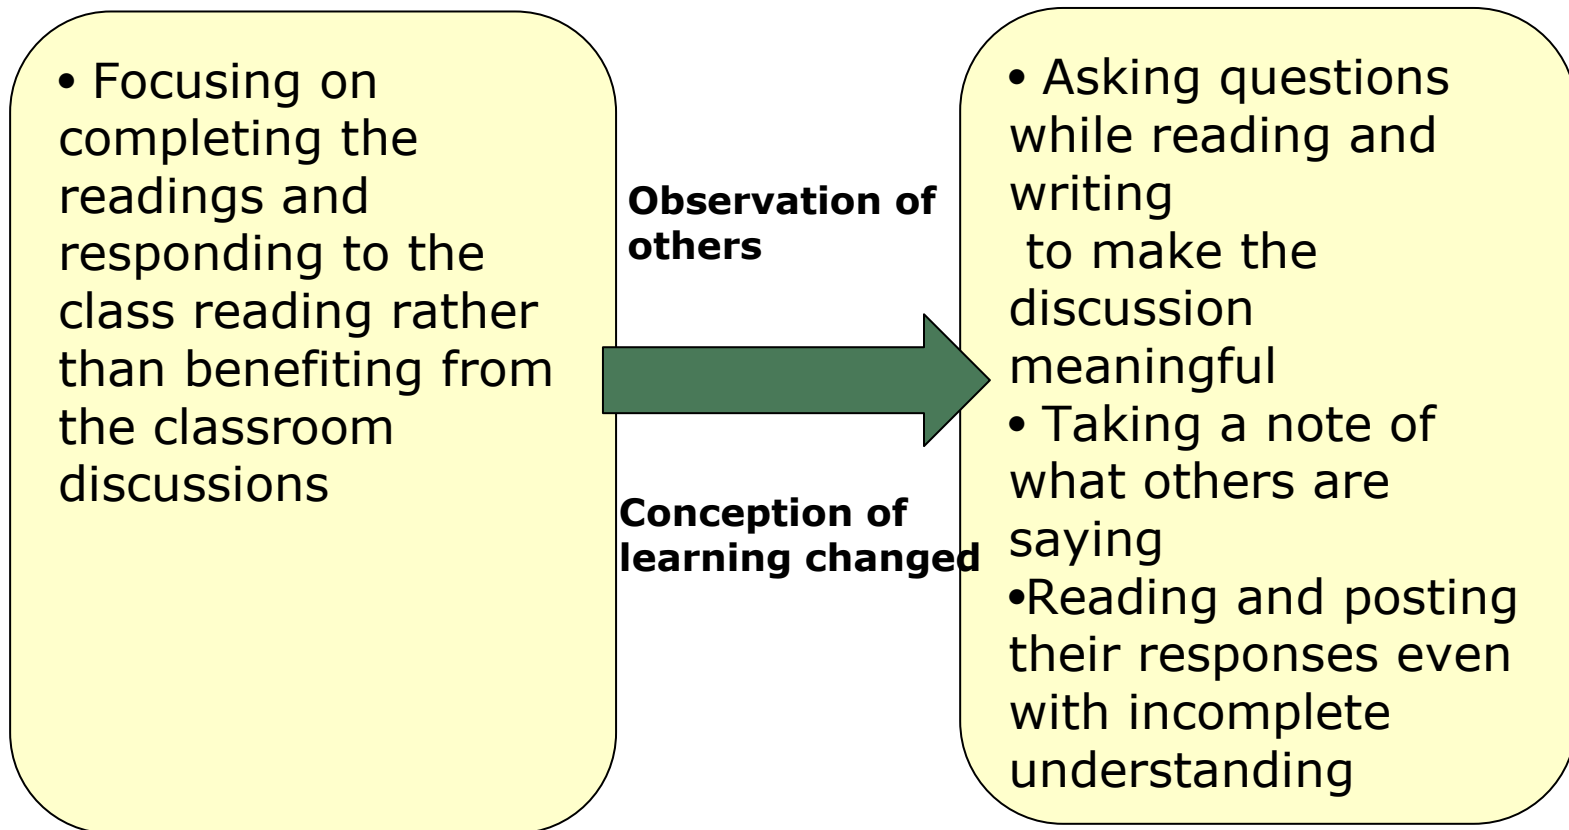 • Focusing on
completing the
readings and
responding to the
class reading rather
than benefiting from
the classroom
discussions
Observation of
others
Conception of
learning changed
• Asking questions
while reading and
writing
to make the
discussion
meaningful
• Taking a note of
what others are
saying
•Reading and posting
their responses even
with incomplete
understanding